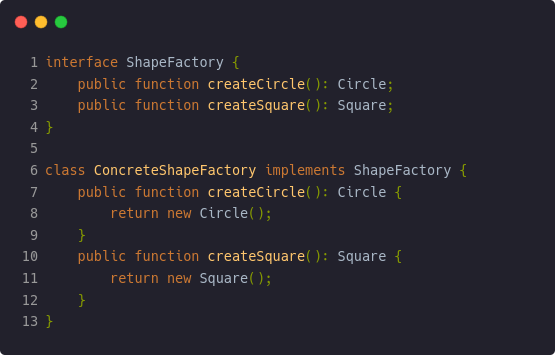 1 interface ShapeFactory {
2     public function createCircle(): Circle;
3     public function createSquare(): Square;
4 }
5
6 class ConcreteShapeFactory implements ShapeFactory {
7     public function createCircle(): Circle {
8         return new Circle();
9     }
10     public function createSquare(): Square {
11         return new Square();
12     }
13 }